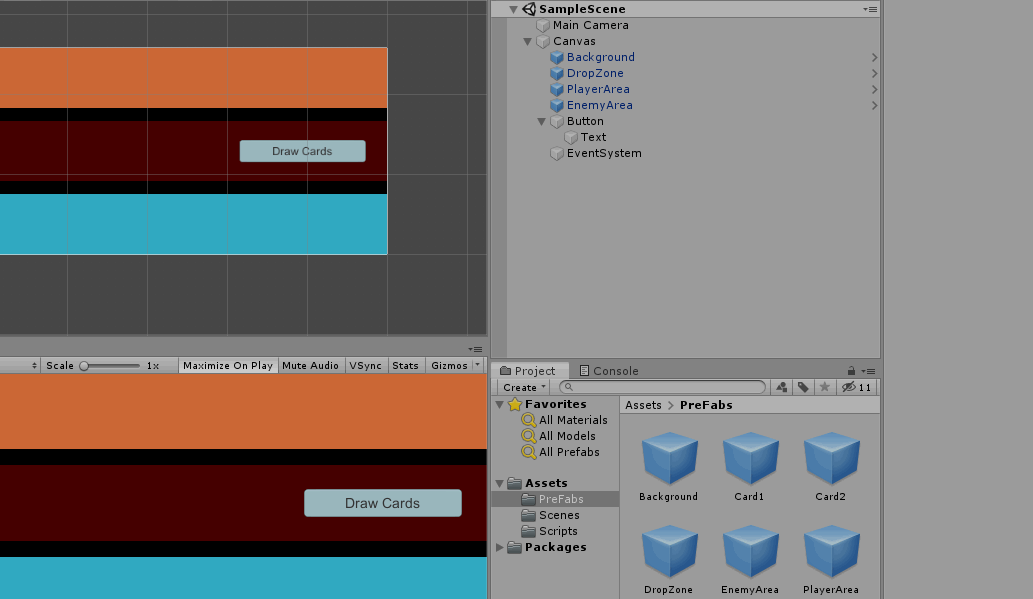 SampleScene
Main Camera
Canvas
Background
DropZone
PlayerArea
EnemyArea
Button
Text
EventSystem
Draw Cards
Scale 1x Maximize On Play Mute Audio VSync Stats Gizmos
Draw Cards
Project Console
Create 11
Favorites
All Materials
All Models
All Prefabs
Assets
PreFabs
Scenes
Scripts
Packages
Assets > PreFabs
Background Card1 Card2
DropZone EnemyArea PlayerArea